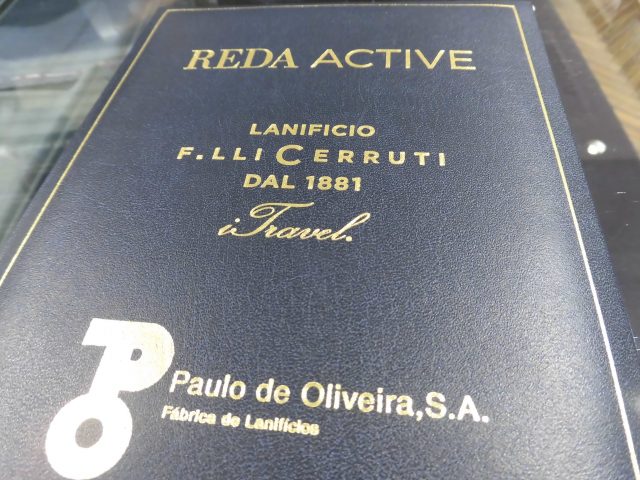 REDA ACTIVE
LANIFICIO
F.LLI CERRUTI
DAL 1881
iTravel.
Paulo de Oliveira, S.A.
Fábrica de Lanifícios